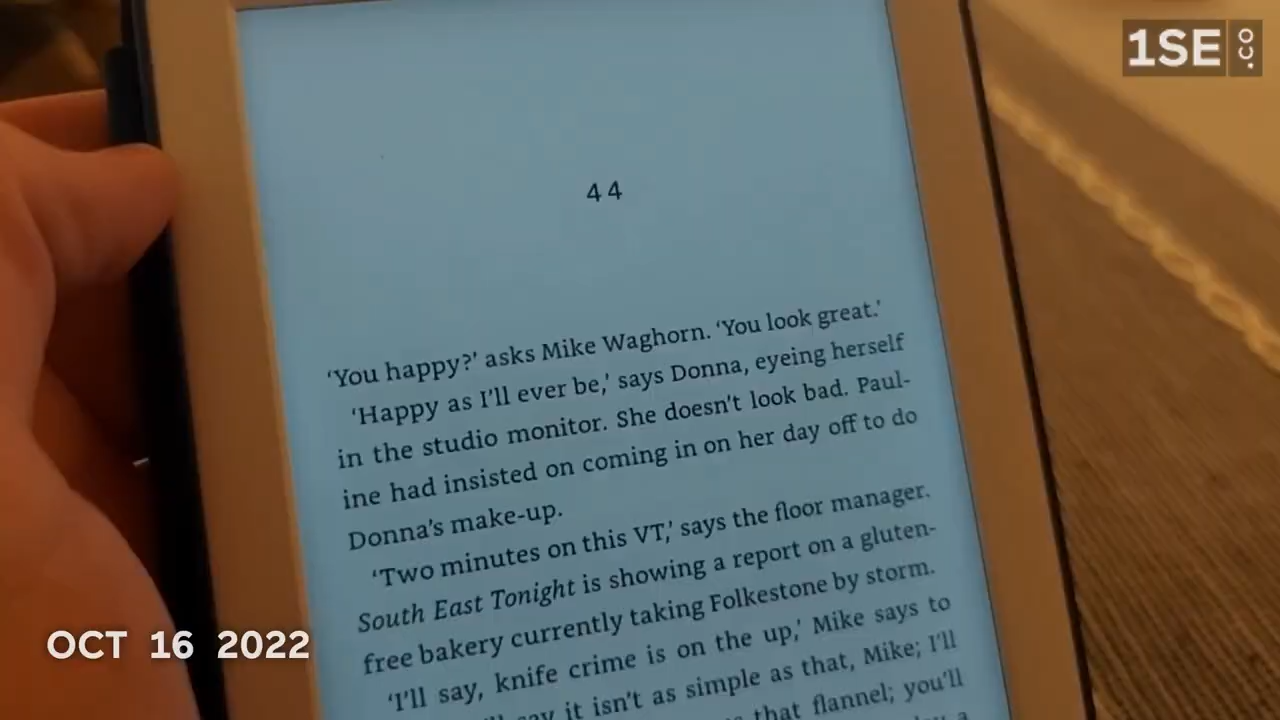 1SE .CO
44
‘You happy?’ asks Mike Waghorn. ‘You look great.’
‘Happy as I’ll ever be,’ says Donna, eyeing herself
in the studio monitor. She doesn’t look bad. Paul-
ine had insisted on coming in on her day off to do
Donna’s make-up.
‘Two minutes on this VT,’ says the floor manager.
South East Tonight is showing a report on a gluten-
free bakery currently taking Folkestone by storm.
‘I’ll say, knife crime is on the up,’ Mike says to
say it isn’t as simple as that, Mike; I’ll
that flannel; you’ll
a
OCT 16 2022